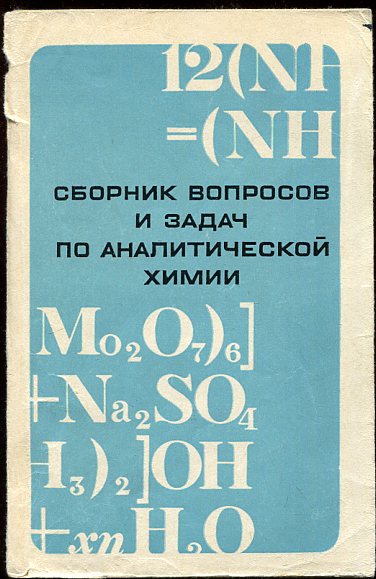 12(NH
=(NH
СБОРНИК ВОПРОСОВ
И ЗАДАЧ
ПО АНАЛИТИЧЕСКОЙ
ХИМИИ
Mo₂O₇)₆]
+Na₂SO₄
H₃)₂]OH
+xnH₂O